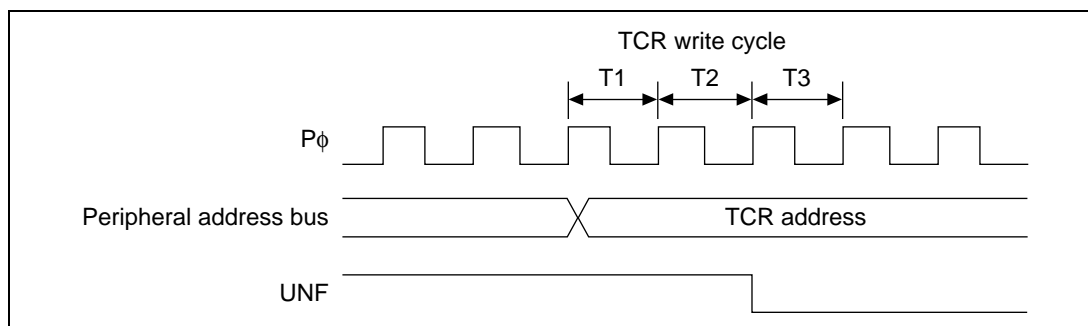 TCR write cycle
T1 T2 T3
Pϕ
Peripheral address bus TCR address
UNF